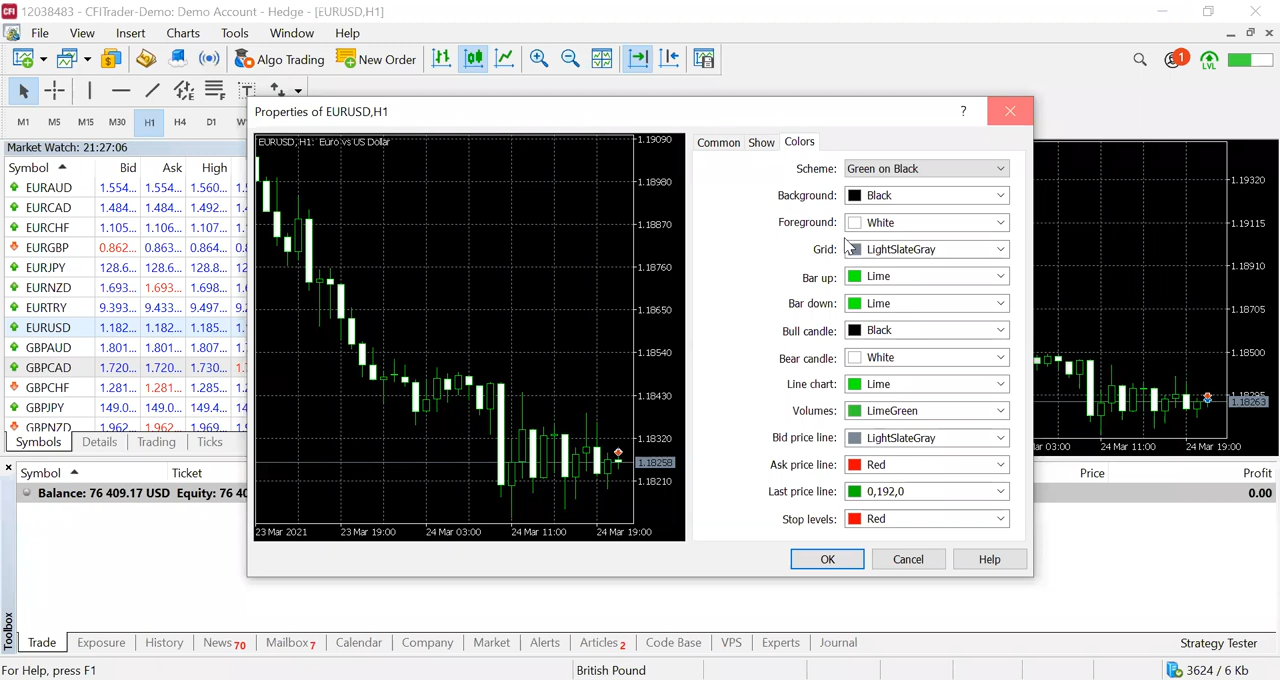 CFI 12038483 - CFITrader-Demo: Demo Account - Hedge - [EURUSD,H1]
File View Insert Charts Tools Window Help
Algo Trading New Order 1 LVL
M1 M5 M15 M30 H1 H4 D1
Properties of EURUSD,H1 ?
Market Watch: 21:27:06
Symbol Bid Ask High
EURAUD 1.554... 1.554... 1.560...
EURCAD 1.484... 1.484... 1.492...
EURCHF 1.105... 1.106... 1.107...
EURGBP 0.862... 0.863... 0.864...
EURJPY 128.6... 128.6... 128.8...
EURNZD 1.693... 1.693... 1.698...
EURTRY 9.393... 9.433... 9.497...
EURUSD 1.182... 1.182... 1.185...
GBPAUD 1.801... 1.801... 1.807...
GBPCAD 1.720... 1.720... 1.730...
GBPCHF 1.281... 1.281... 1.285...
GBPJPY 149.0... 149.0... 149.4...
GBPNZD 1.962... 1.962... 1.969...
Symbols Details Trading Ticks
EURUSD, H1: Euro vs US Dollar
1.19090
1.18980
1.18870
1.18760
1.18650
1.18540
1.18430
1.18320
1.18258
1.18210
23 Mar 2021 23 Mar 19:00 24 Mar 03:00 24 Mar 11:00 24 Mar 19:00
Common Show Colors
Scheme: Green on Black
Background: Black
Foreground: White
Grid: LightSlateGray
Bar up: Lime
Bar down: Lime
Bull candle: Black
Bear candle: White
Line chart: Lime
Volumes: LimeGreen
Bid price line: LightSlateGray
Ask price line: Red
Last price line: 0,192,0
Stop levels: Red
OK Cancel Help
1.19320
1.19115
1.18910
1.18705
1.18500
1.18295
1.18263
03:00 24 Mar 11:00 24 Mar 19:00
Symbol Ticket Price Profit
Balance: 76 409.17 USD Equity: 76 40 0.00
Toolbox
Trade Exposure History News 70 Mailbox 7 Calendar Company Market Alerts Articles 2 Code Base VPS Experts Journal Strategy Tester
For Help, press F1 British Pound 3624 / 6 Kb